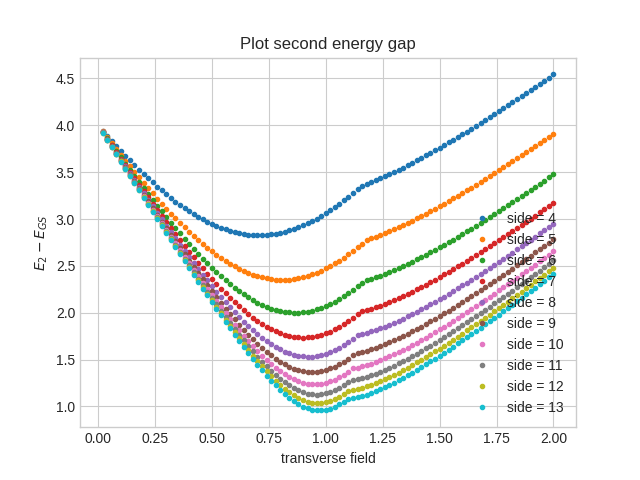 Plot second energy gap
4.5
4.0
3.5
3.0
2.5
2.0
1.5
1.0
E₂ − E_GS
side = 4
side = 5
side = 6
side = 7
side = 8
side = 9
side = 10
side = 11
side = 12
side = 13
0.00 0.25 0.50 0.75 1.00 1.25 1.50 1.75 2.00
transverse field